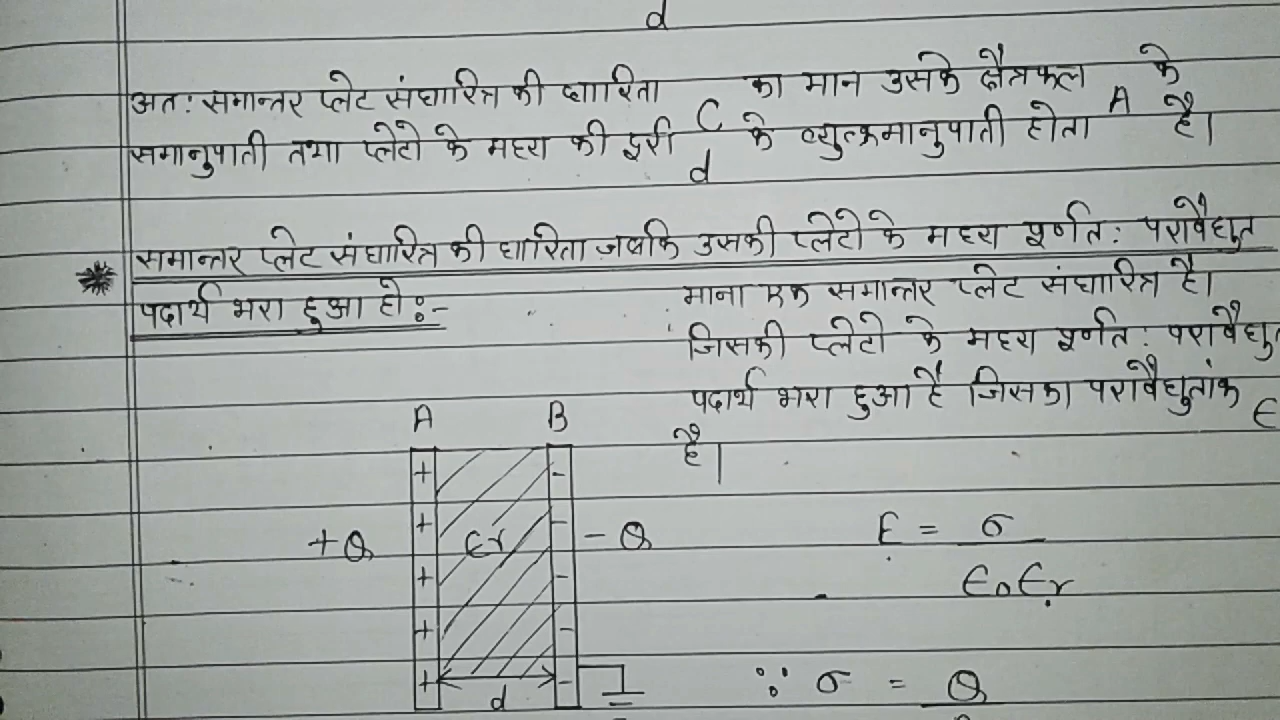 d
अतः समान्तर प्लेट संधारित्र की धारिता C का मान उसके क्षैत्रफल A के
समानुपाती तथा प्लेटो के मध्य की दूरी d के व्युत्क्रमानुपाती होता है।
समान्तर प्लेट संधारित्र की धारिता जबकि उसकी प्लेटो के मध्य पूर्णतः परावैधुत
पदार्थ भरा हुआ हो :-
माना एक समान्तर प्लेट संधारित्र है।
जिसकी प्लेटो के मध्य पूर्णतः परावैधुत
पदार्थ भरा हुआ है जिसका परावैधुतांक ϵ
है।
A B
+ -
+Q + ϵr - -Q
E = σ
ϵ0ϵr
+ -
+ -
+ d -
∵ σ = Q